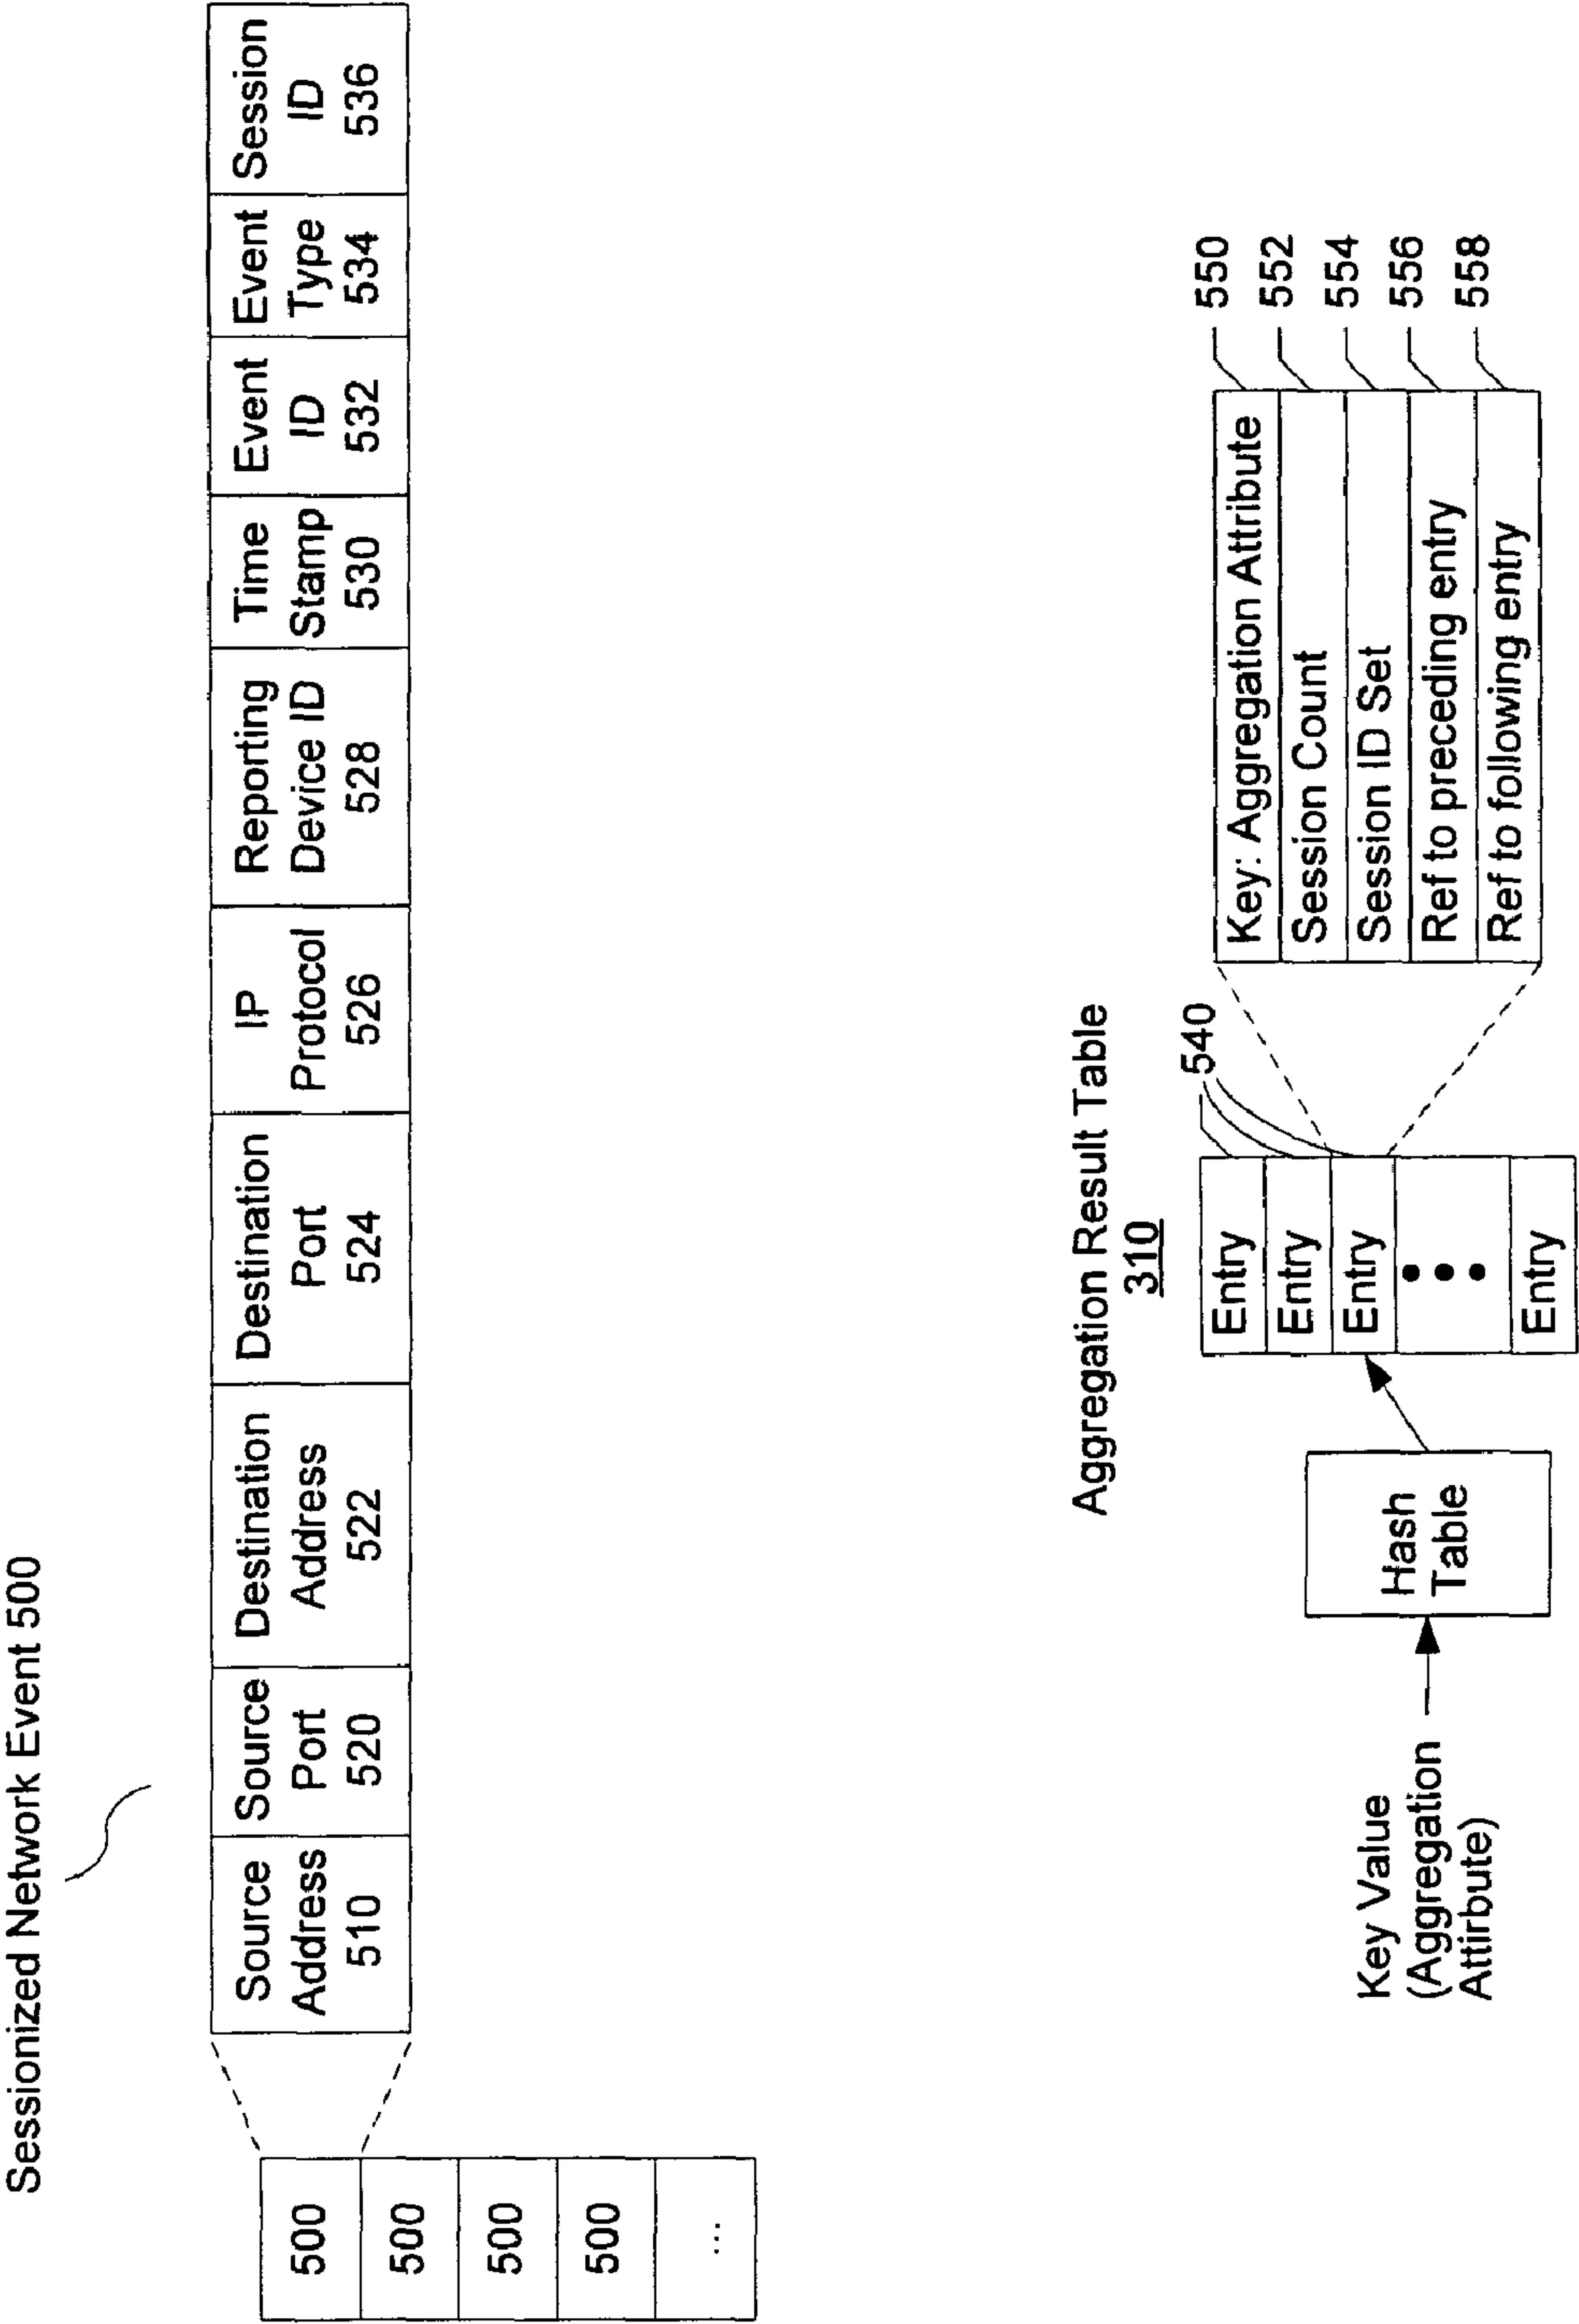 Sessionized Network Event 500
500
500
500
500
...
Source
Address
510
Source
Port
520
Destination
Address
522
Destination
Port
524
IP
Protocol
526
Reporting
Device ID
528
Time
Stamp
530
Event
ID
532
Event
Type
534
Session
ID
536
Aggregation Result Table
310
Key Value
(Aggregation
Attirbute)
Hash
Table
Entry
Entry
Entry
Entry
540
Key: Aggregation Attribute
550
Session Count
552
Session ID Set
554
Ref to preceding entry
556
Ref to following entry
558